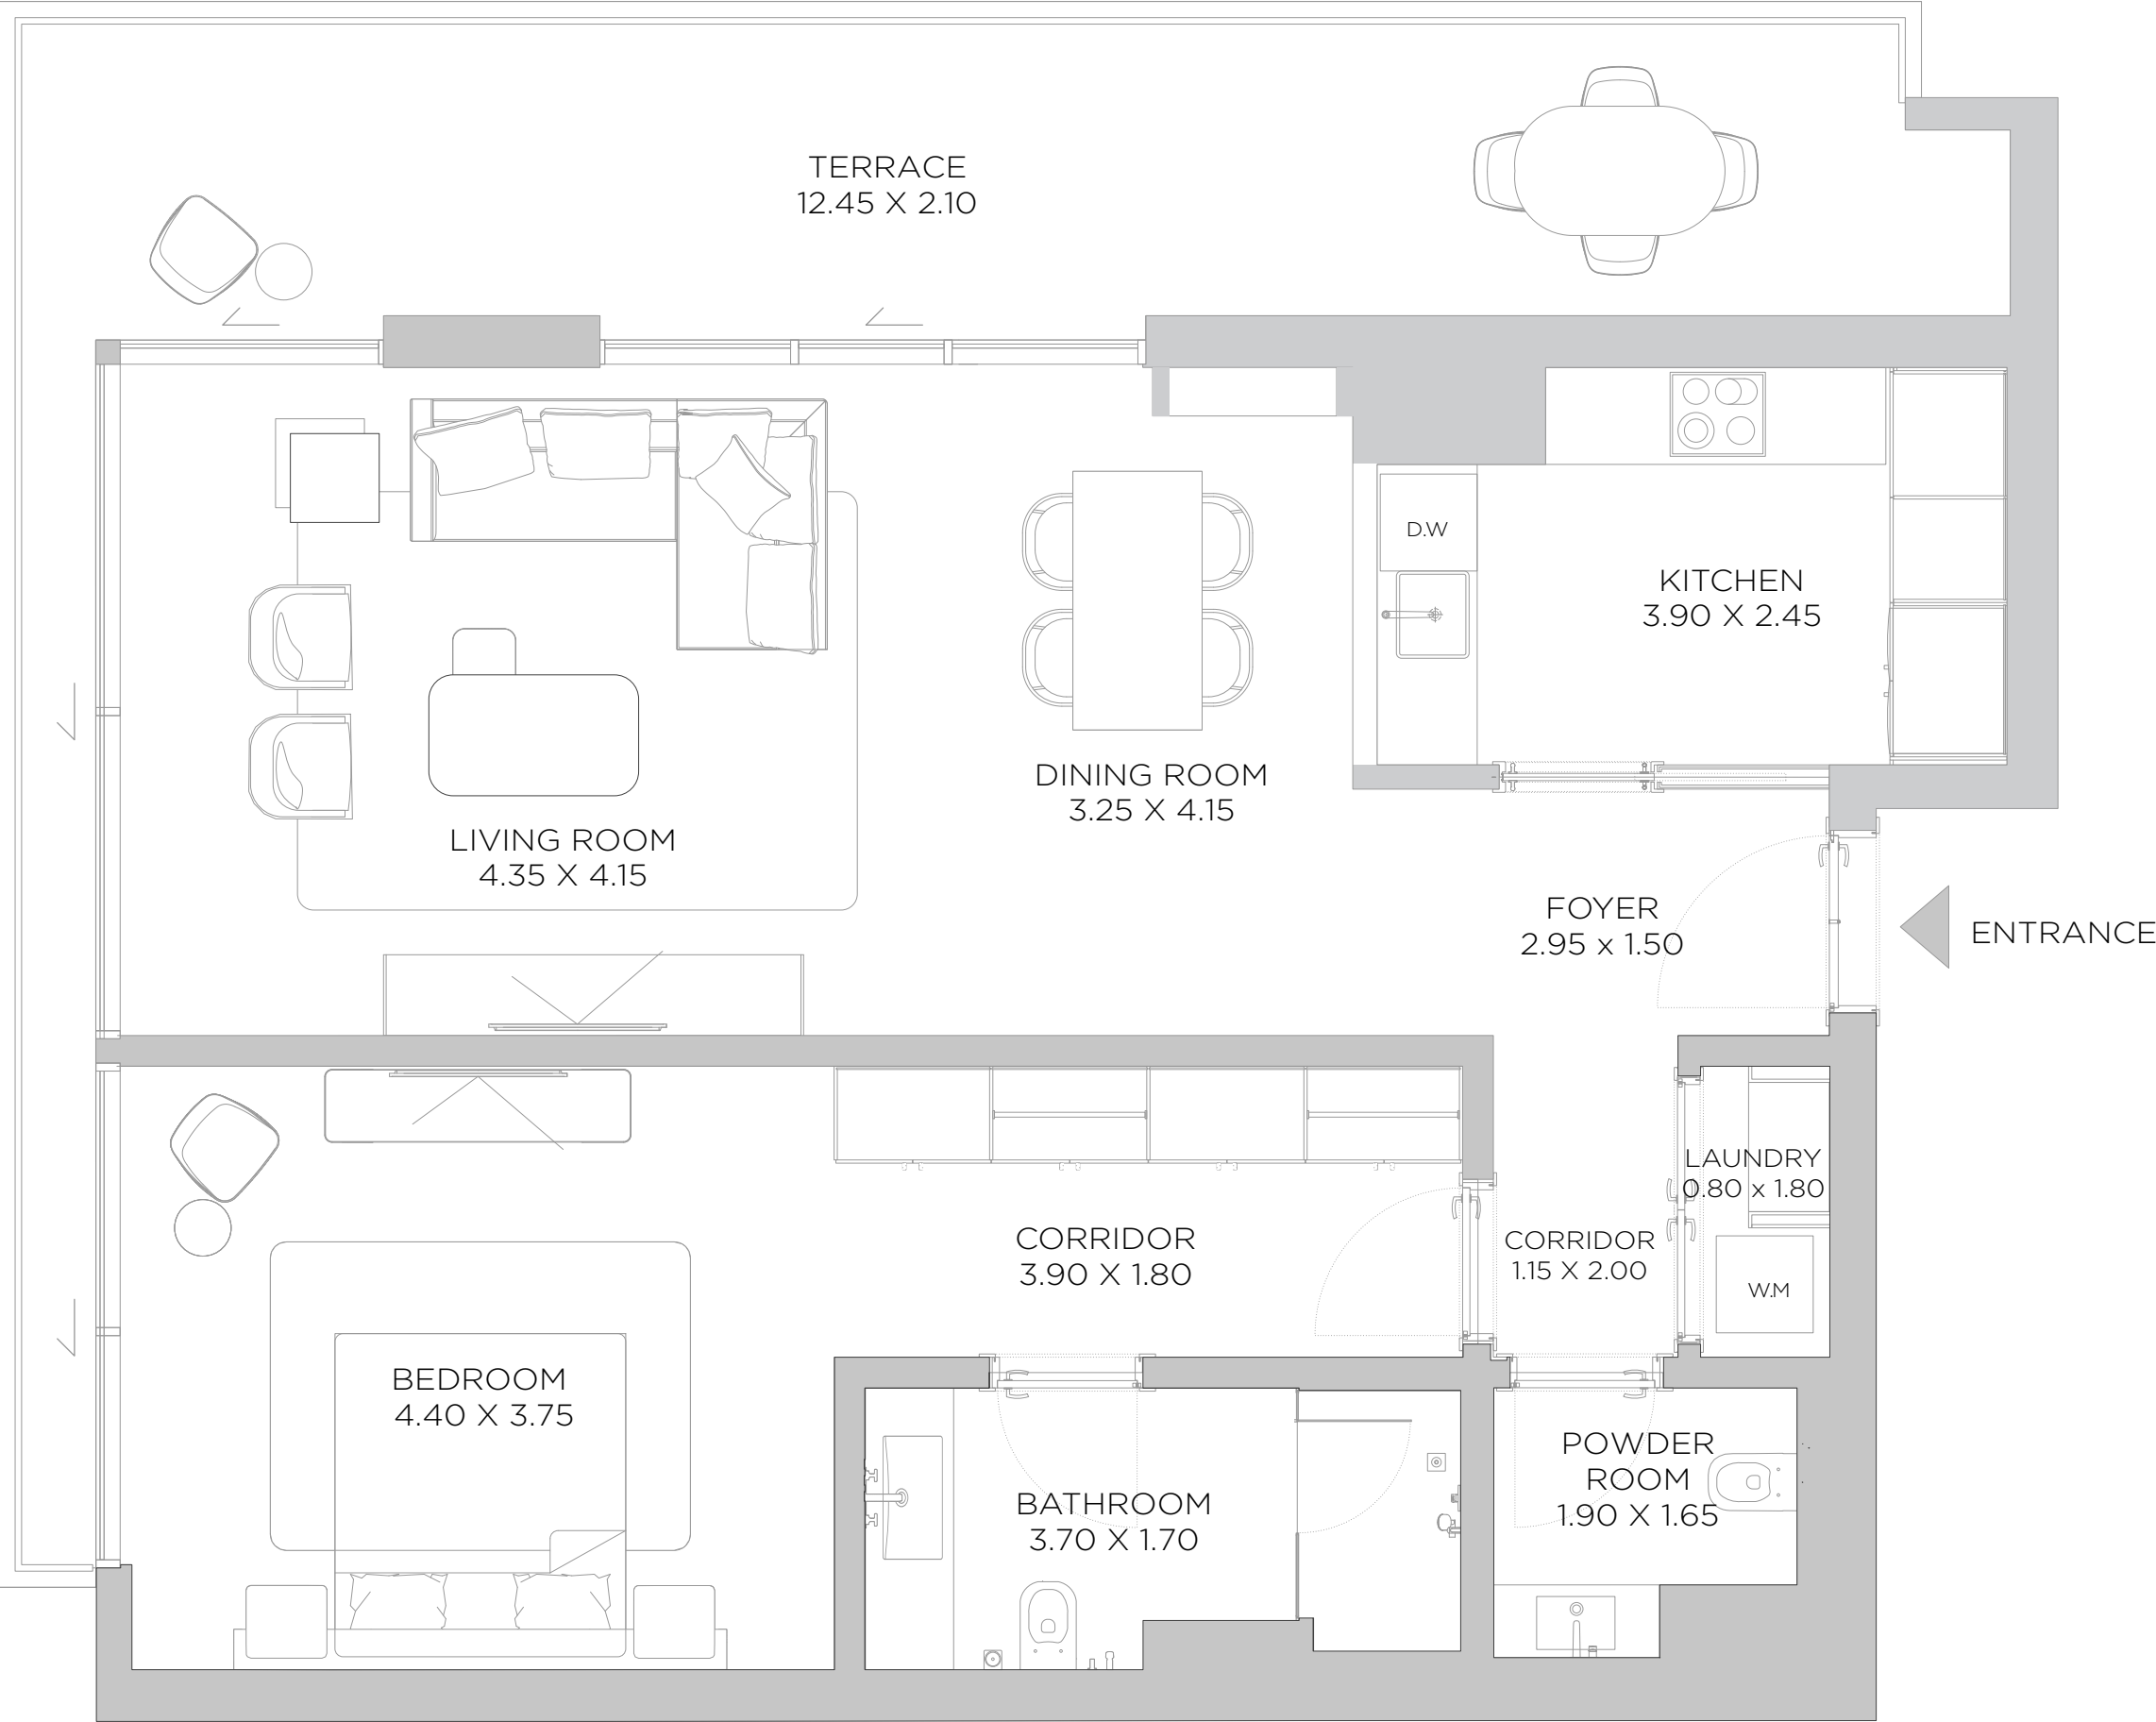 TERRACE
12.45 X 2.10
D.W
KITCHEN
3.90 X 2.45
DINING ROOM
3.25 X 4.15
LIVING ROOM
4.35 X 4.15
FOYER
2.95 x 1.50
ENTRANCE
LAUNDRY
0.80 x 1.80
CORRIDOR
3.90 X 1.80
CORRIDOR
1.15 X 2.00
W.M
BEDROOM
4.40 X 3.75
POWDER
ROOM
1.90 X 1.65
BATHROOM
3.70 X 1.70